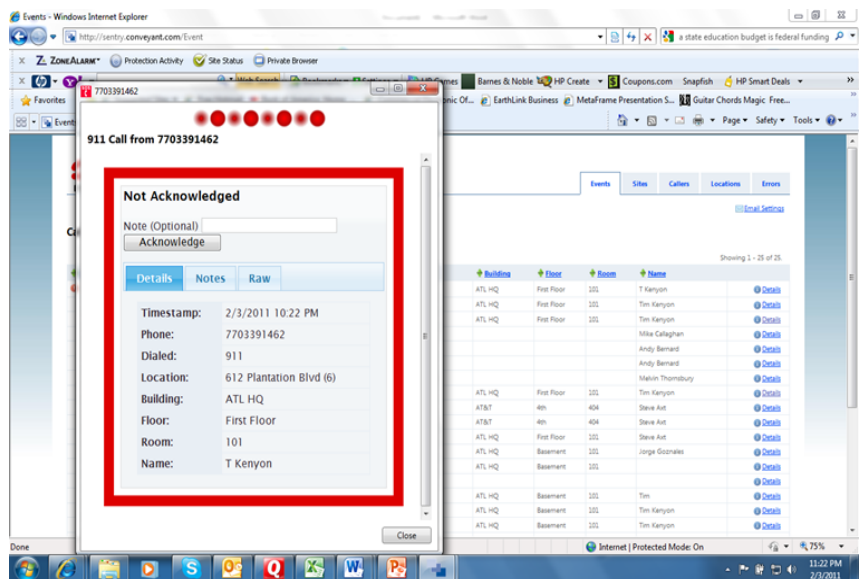 Events - Windows Internet Explorer
http://sentry.conveyant.com/Event
a state education budget is federal funding
x ZONEALARM Protection Activity Site Status Private Browser
Barnes & Noble HP Create Coupons.com Snapfish HP Smart Deals
Favorites
EarthLink Business MetaFrame Presentation S... Guitar Chords Magic Free...
Page Safety Tools
7703391462
911 Call from 7703391462
Not Acknowledged
Note (Optional)
Acknowledge
Details Notes Raw
Timestamp: 2/3/2011 10:22 PM
Phone: 7703391462
Dialed: 911
Location: 612 Plantation Blvd (6)
Building: ATL HQ
Floor: First Floor
Room: 101
Name: T Kenyon
Close
Events Sites Callers Locations Errors
Email Settings
Showing 1 - 25 of 25.
Building Floor Room Name
ATL HQ First Floor 101 T Kenyon Details
ATL HQ First Floor 101 Tim Kenyon Details
ATL HQ First Floor 101 Tim Kenyon Details
Mike Callaghan Details
Andy Bernard Details
Andy Bernard Details
Melvin Thornsbury Details
ATL HQ First Floor 101 Tim Kenyon Details
AT&T 4th 404 Steve Axt Details
AT&T 4th 404 Steve Axt Details
ATL HQ First Floor 101 Steve Axt Details
ATL HQ Basement 101 Jorge Goznales Details
ATL HQ Basement 101 Details
Details
ATL HQ Basement 101 Tim Details
ATL HQ Basement 101 Tim Kenyon Details
ATL HQ Basement 101 Tim Kenyon Details
Done Internet | Protected Mode: On 75%
11:22 PM
2/3/2011